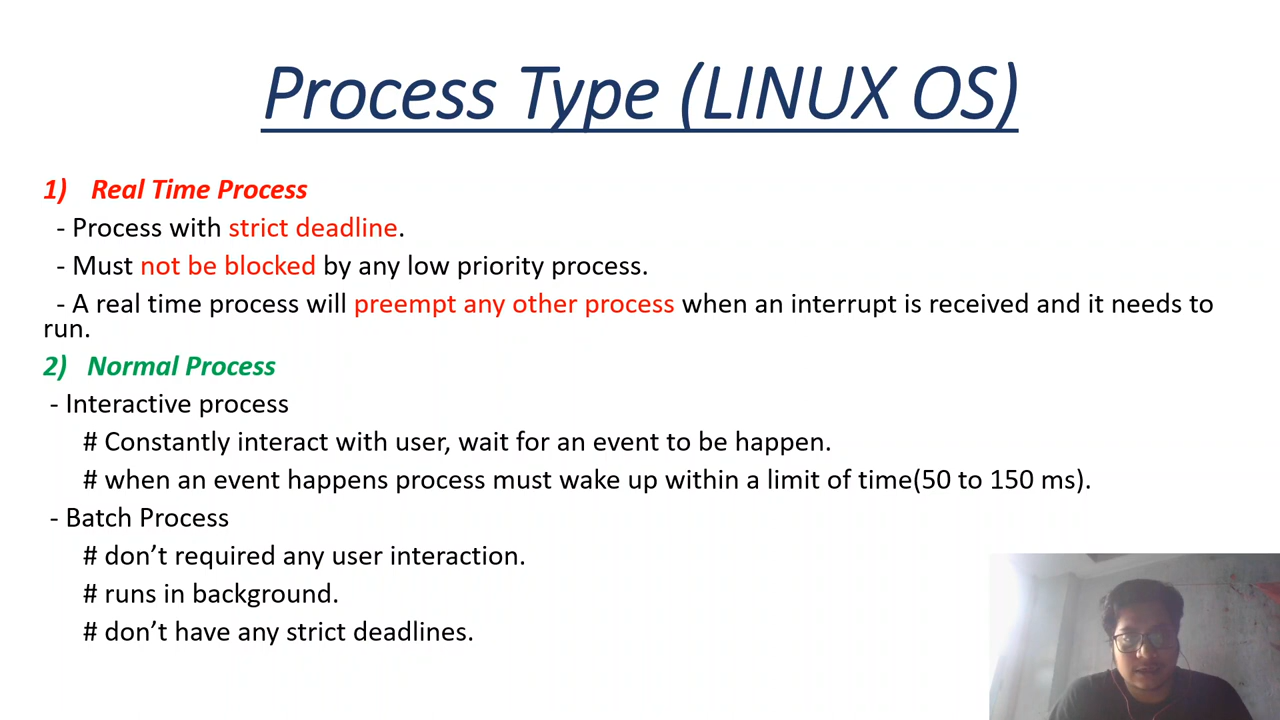 Process Type (LINUX OS)
1) Real Time Process
- Process with strict deadline.
- Must not be blocked by any low priority process.
- A real time process will preempt any other process when an interrupt is received and it needs to
run.
2) Normal Process
- Interactive process
# Constantly interact with user, wait for an event to be happen.
# when an event happens process must wake up within a limit of time(50 to 150 ms).
- Batch Process
# don’t required any user interaction.
# runs in background.
# don’t have any strict deadlines.